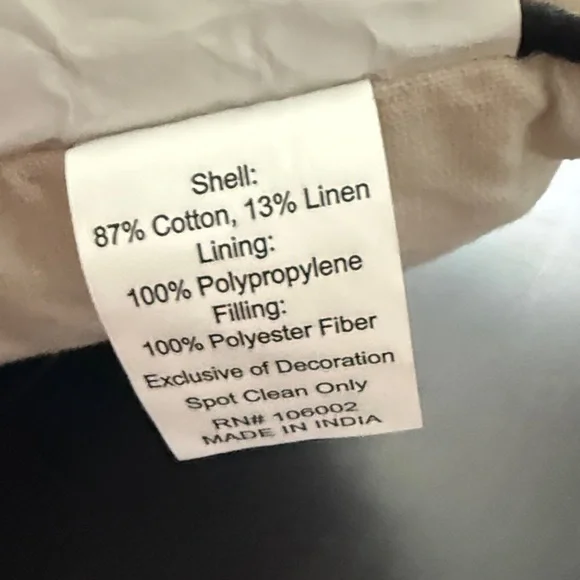 Shell:
87% Cotton, 13% Linen
Lining:
100% Polypropylene
Filling:
100% Polyester Fiber
Exclusive of Decoration
Spot Clean Only
RN# 106002
MADE IN INDIA